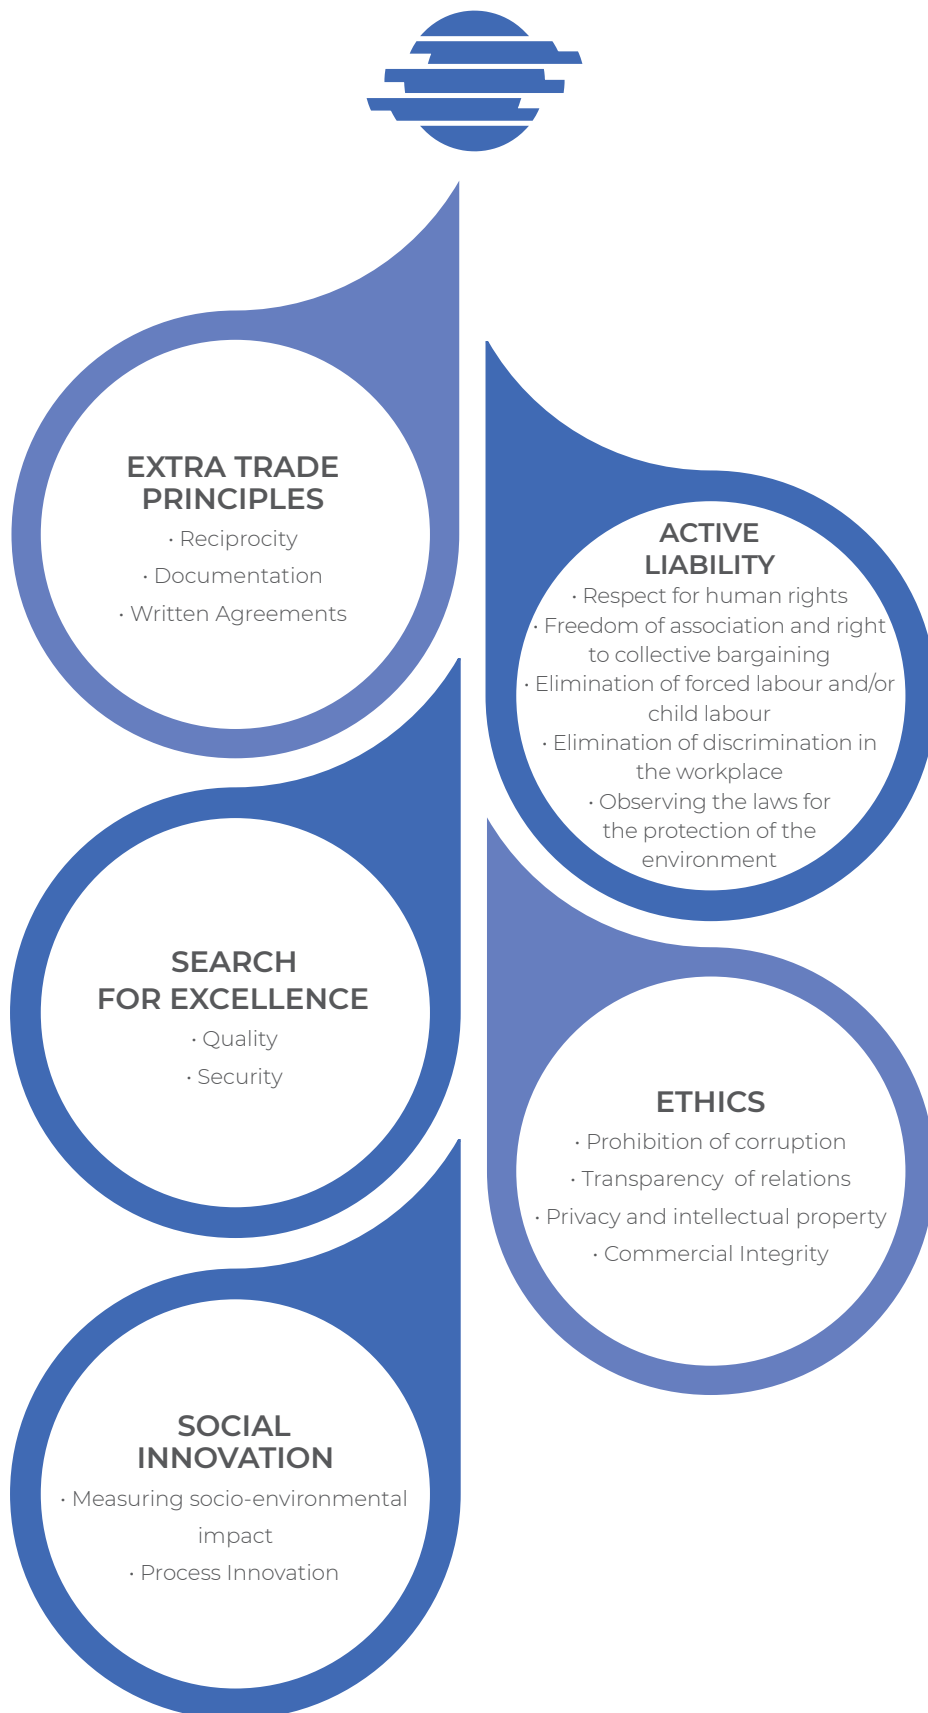 EXTRA TRADE
PRINCIPLES
· Reciprocity
· Documentation
· Written Agreements
ACTIVE
LIABILITY
· Respect for human rights
· Freedom of association and right
to collective bargaining
· Elimination of forced labour and/or
child labour
· Elimination of discrimination in
the workplace
· Observing the laws for
the protection of the
environment
SEARCH
FOR EXCELLENCE
· Quality
· Security
ETHICS
· Prohibition of corruption
· Transparency of relations
· Privacy and intellectual property
· Commercial Integrity
SOCIAL
INNOVATION
· Measuring socio-environmental
impact
· Process Innovation